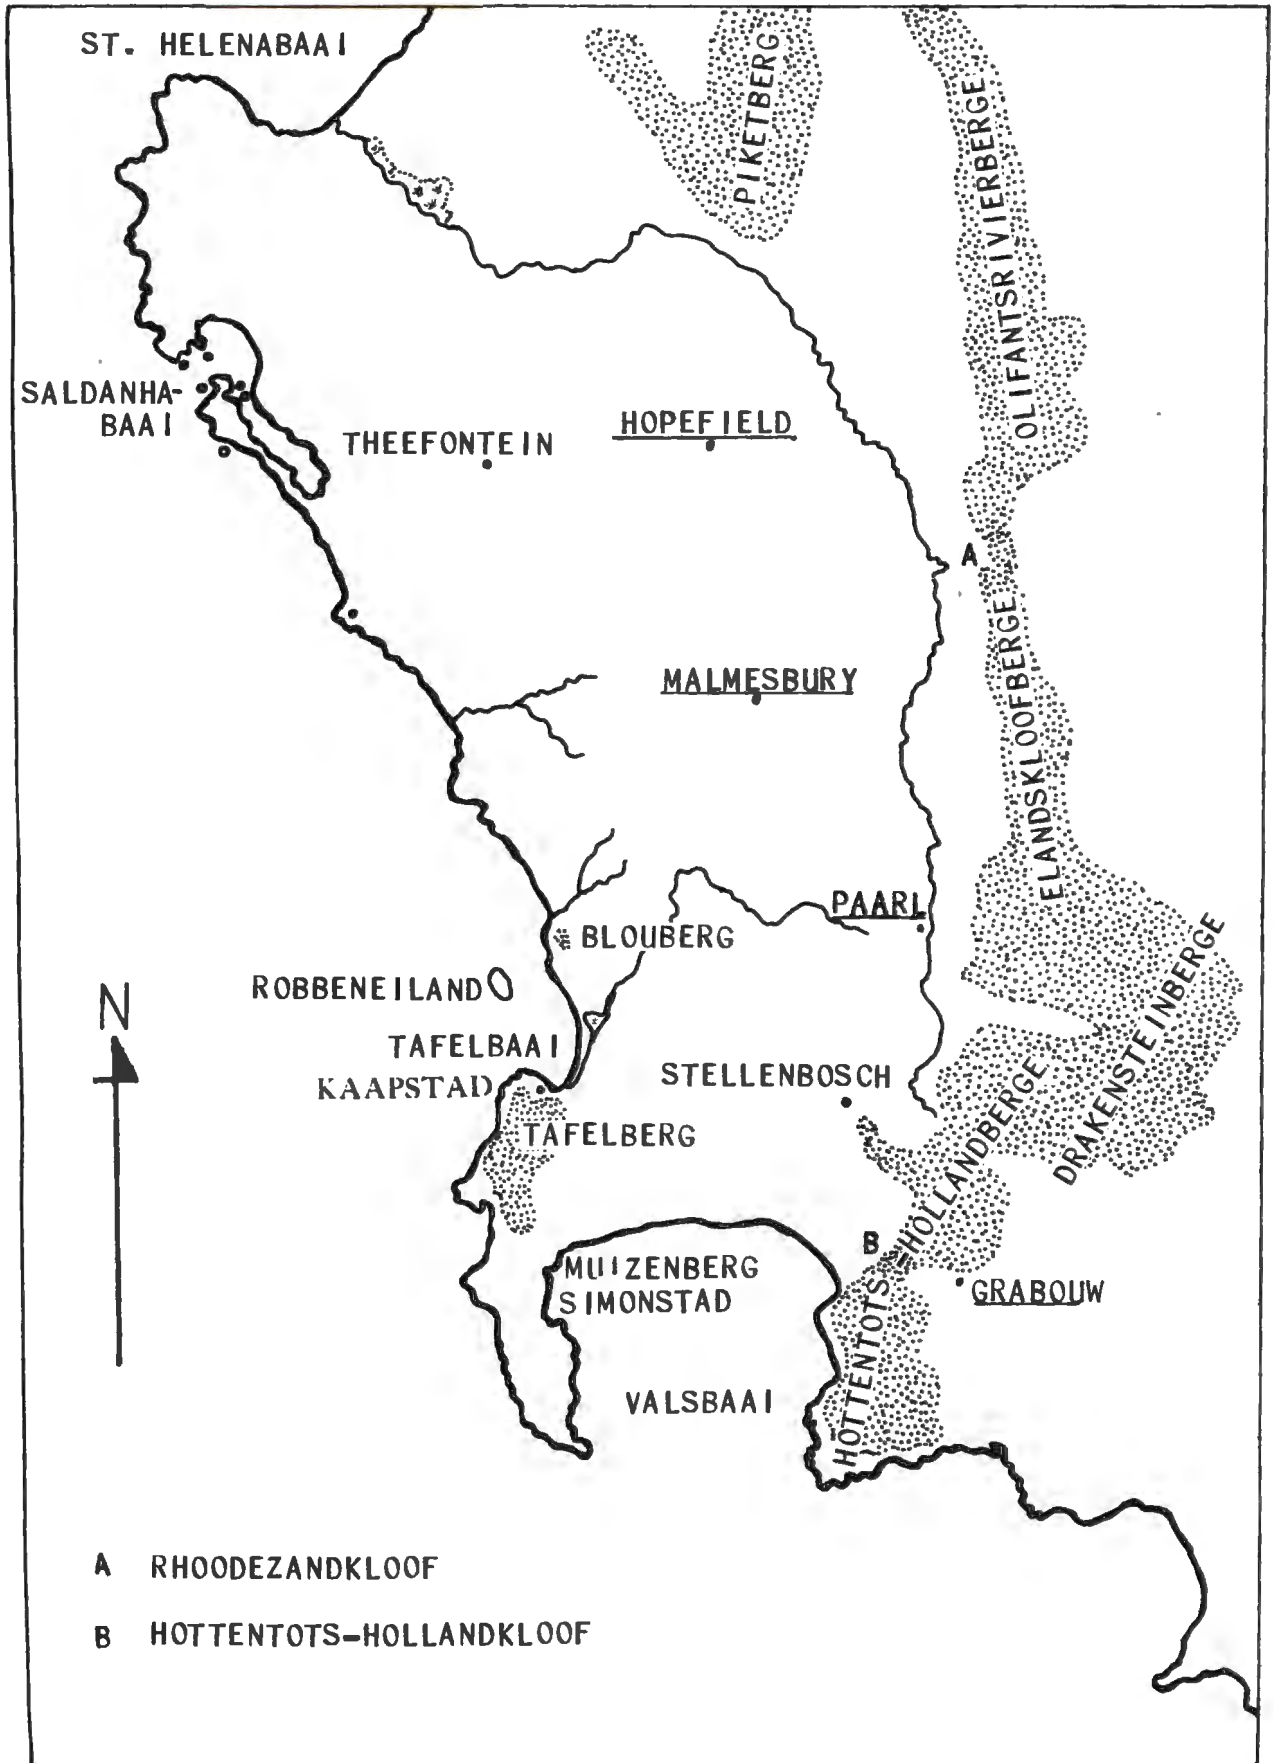 ST. HELENABAAI
PIKETBERG
OLIFANTSRIVIERBERGE
SALDANHA-
BAAI
THEEFONTEIN
HOPEFIELD
A
ELANDSKLOOFBERGE
MALMESBURY
PAARL
BLOUBERG
ROBBENEILAND
N
TAFELBAAI
KAAPSTAD
STELLENBOSCH
DRAKENSTEINBERGE
TAFELBERG
HOTTENTOTS-HOLLANDBERGE
B
MUIZENBERG
SIMONSTAD
GRABOUW
VALSBAAI
A RHOODEZANDKLOOF
B HOTTENTOTS-HOLLANDKLOOF